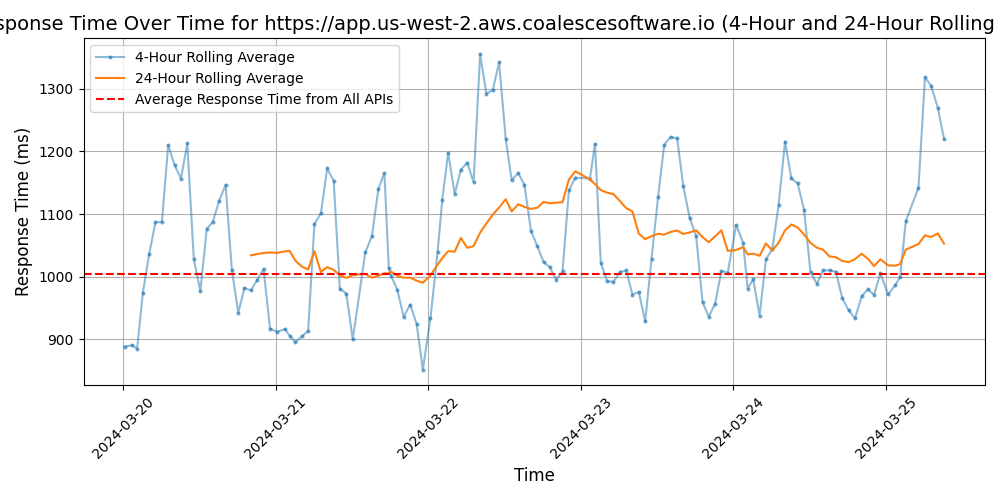 sponse Time Over Time for https://app.us-west-2.aws.coalescesoftware.io (4-Hour and 24-Hour Rolling
4-Hour Rolling Average
24-Hour Rolling Average
Average Response Time from All APIs
Response Time (ms)
1300
1200
1100
1000
900
2024-03-20
2024-03-21
2024-03-22
2024-03-23
2024-03-24
2024-03-25
Time